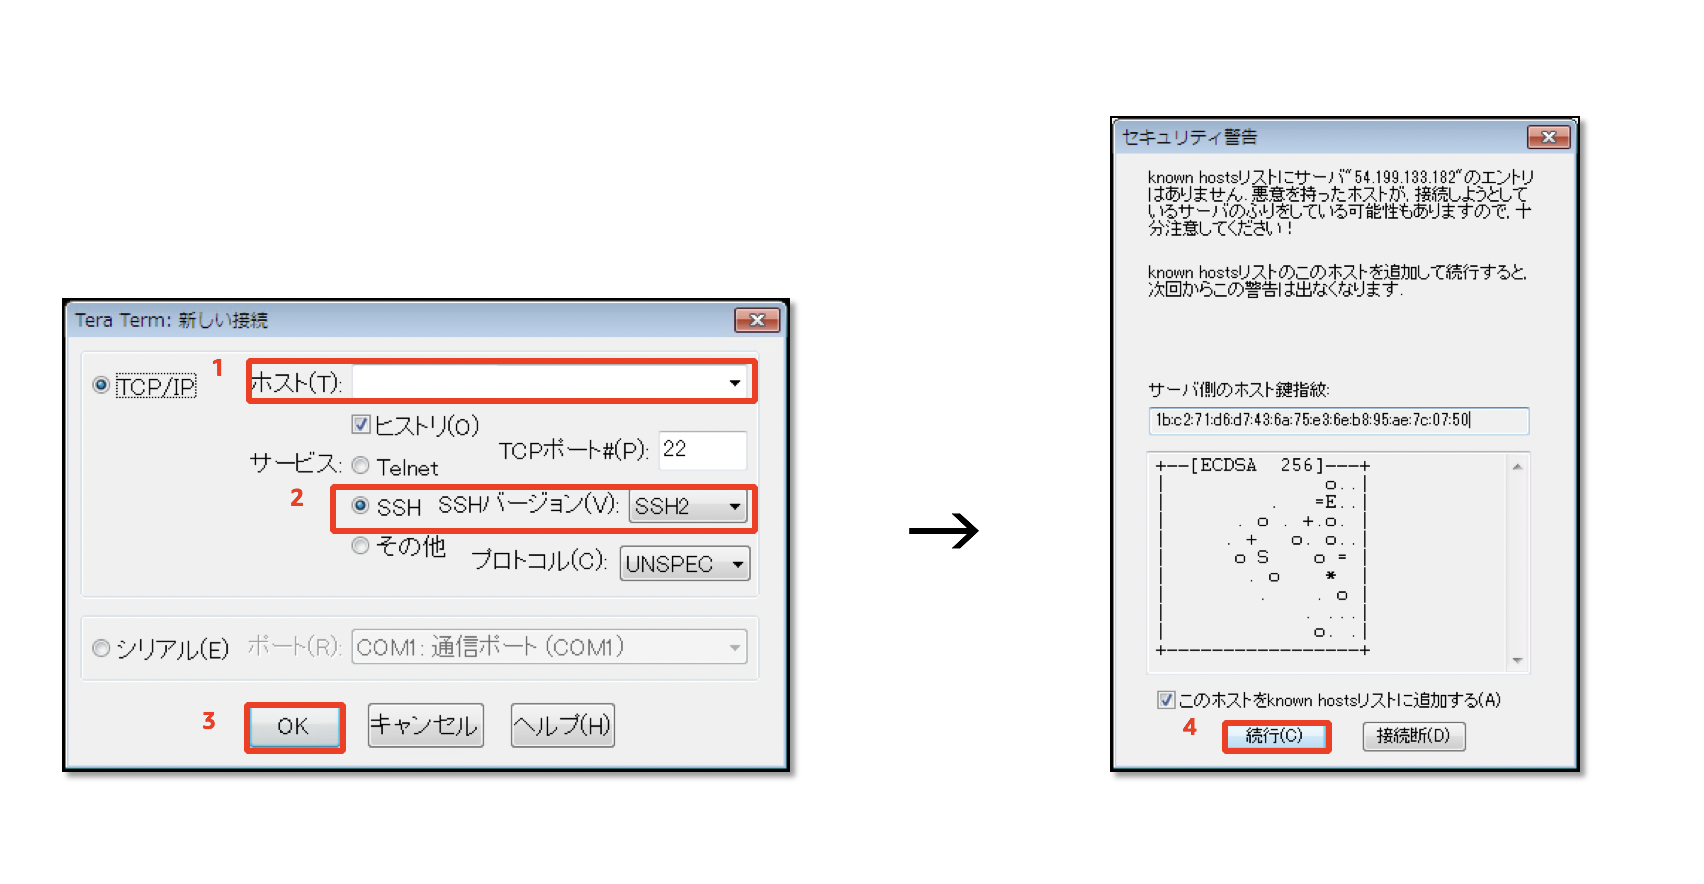 Tera Term: 新しい接続
TCP/IP
1
ホスト(T):
ヒストリ(O)
サービス:
Telnet
TCPポート#(P):
22
2
SSH
SSHバージョン(V):
SSH2
その他
プロトコル(C):
UNSPEC
シリアル(E)
ポート(R):
COM1: 通信ポート (COM1)
3
OK
キャンセル
ヘルプ(H)
→
セキュリティ警告
known hostsリストにサーバ"54.199.133.182"のエントリ
はありません. 悪意を持ったホストが, 接続しようとして
いるサーバのふりをしている可能性もありますので, 十
分注意してください!
known hostsリストのこのホストを追加して続行すると,
次回からこの警告は出なくなります.
サーバ側のホスト鍵指紋:
1b:c2:71:d6:d7:43:6a:75:e3:6e:b8:95:ae:7c:07:50
+--[ECDSA  256]---+
|              o..|
|          .  =E..|
|       . o  .+.o.|
|      . +   o. o..|
|       o S    o = |
|        . o    * |
|         .    . o |
|             . ...|
|             o. .|
+-----------------+
このホストをknown hostsリストに追加する(A)
4
続行(C)
接続断(D)